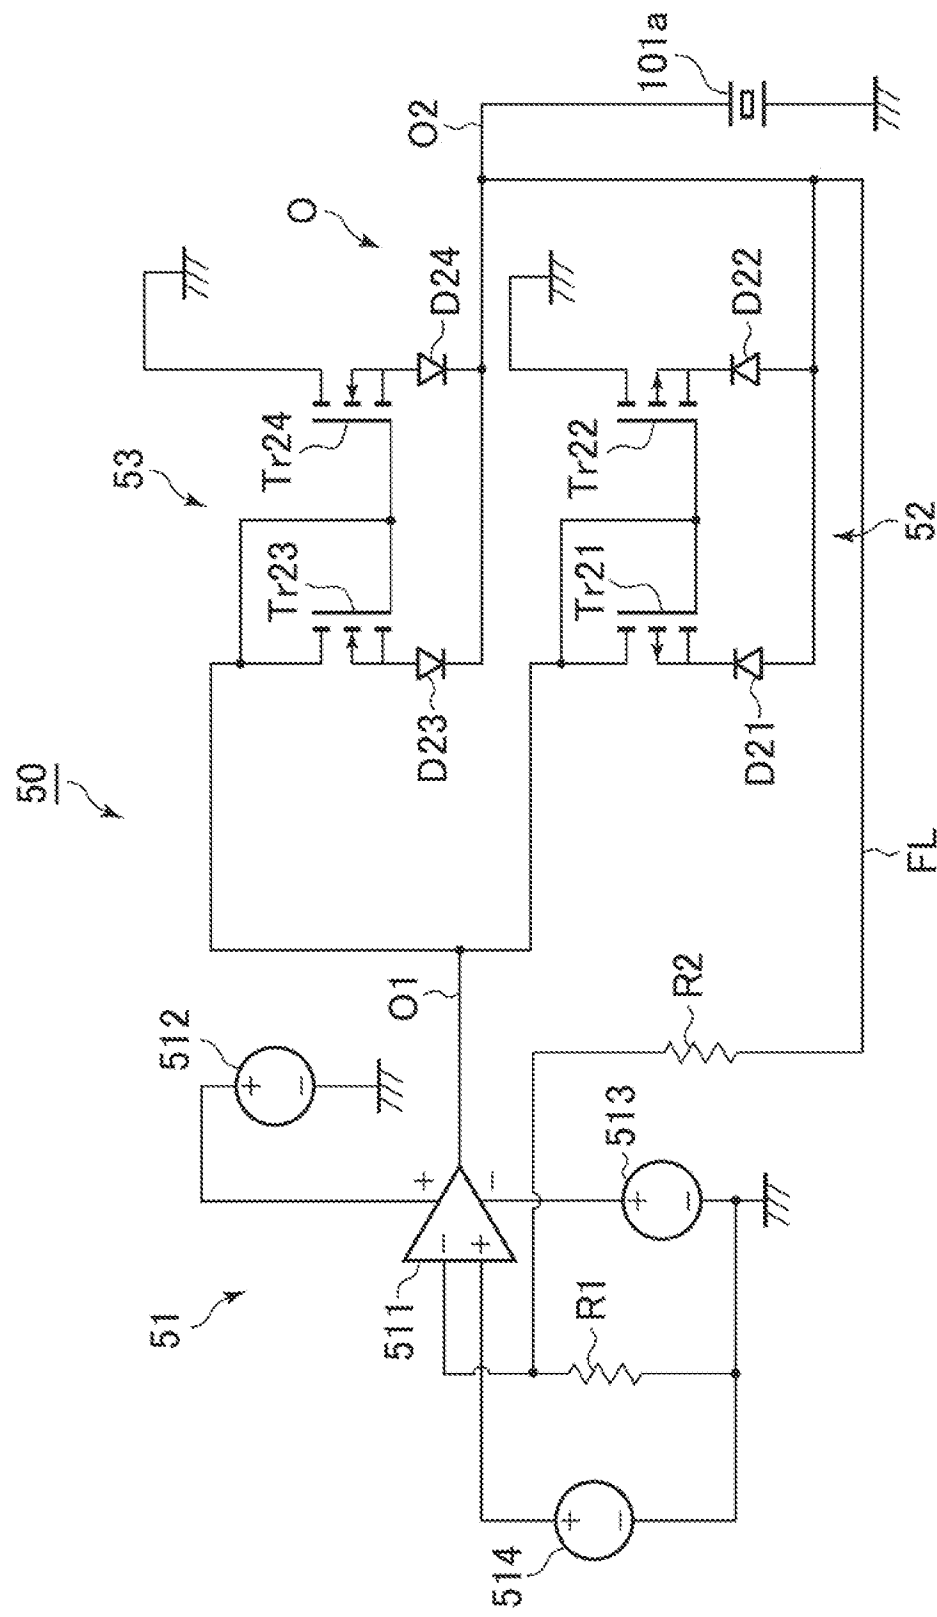 50
53
O
O2
101a
Tr23
Tr24
D23
D24
512
51
O1
Tr21
Tr22
D21
D22
52
511
+
−
−
+
+
−
514
+
−
R1
513
+
−
R2
FL